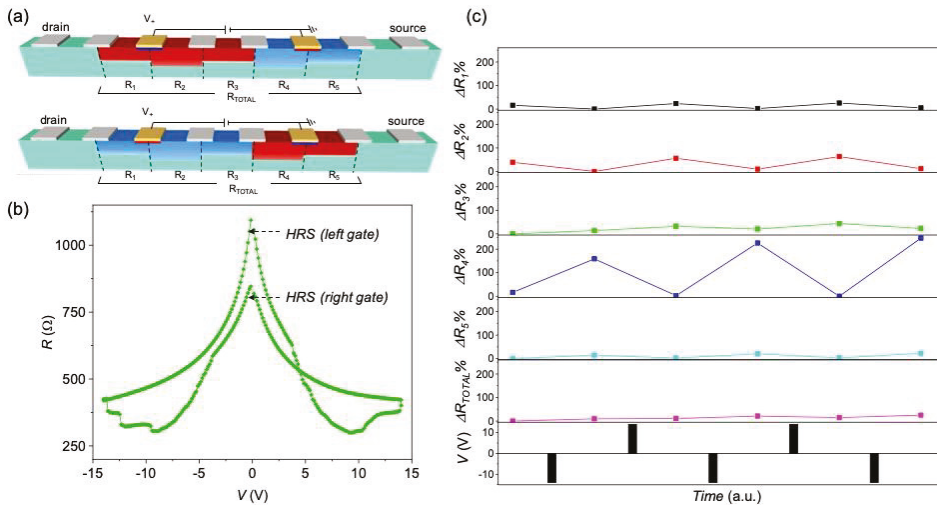 (a)
V+
drain
source
R1 R2 R3 R4 R5
RTOTAL
V+
drain
source
R1 R2 R3 R4 R5
RTOTAL
(b)
HRS (left gate)
HRS (right gate)
R (Ω)
1000
750
500
250
-15 -10 -5 0 5 10 15
V (V)
(c)
ΔR1%
200
100
0
ΔR2%
200
100
0
ΔR3%
200
100
0
ΔR4%
200
100
0
ΔR5%
200
100
0
ΔRTOTAL%
200
100
0
V (V)
10
0
-10
Time (a.u.)